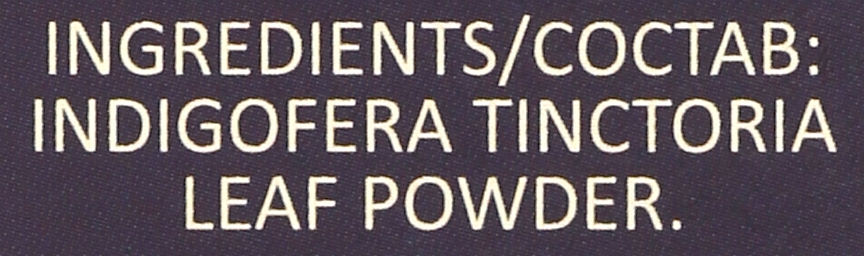 INGREDIENTS/СОСТАВ:
INDIGOFERA TINCTORIA
LEAF POWDER.